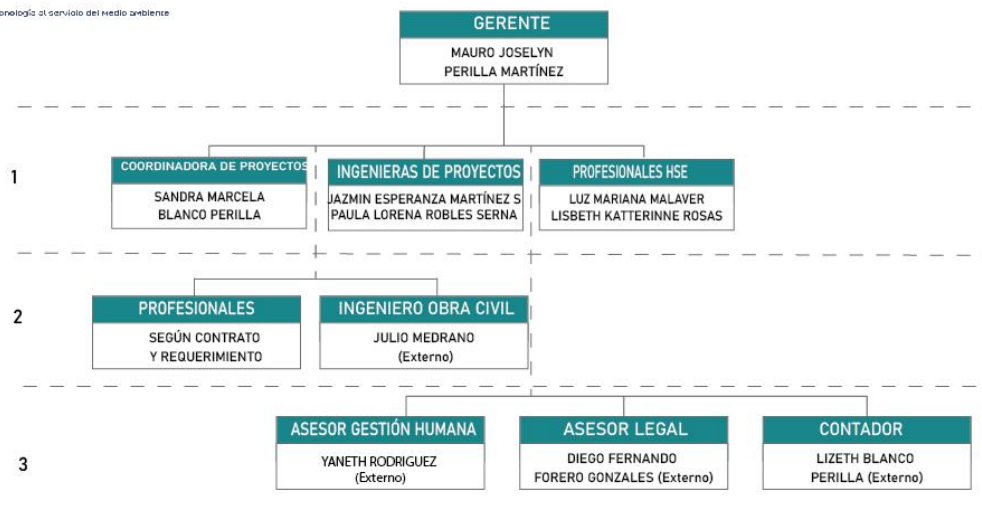 onología al servicio del Medio ambiente
GERENTE
MAURO JOSELYN
PERILLA MARTÍNEZ
1
COORDINADORA DE PROYECTOS
SANDRA MARCELA
BLANCO PERILLA
INGENIERAS DE PROYECTOS
JAZMIN ESPERANZA MARTÍNEZ S
PAULA LORENA ROBLES SERNA
PROFESIONALES HSE
LUZ MARIANA MALAVER
LISBETH KATTERINNE ROSAS
2
PROFESIONALES
SEGÚN CONTRATO
Y REQUERIMIENTO
INGENIERO OBRA CIVIL
JULIO MEDRANO
(Externo)
3
ASESOR GESTIÓN HUMANA
YANETH RODRIGUEZ
(Externo)
ASESOR LEGAL
DIEGO FERNANDO
FORERO GONZALES (Externo)
CONTADOR
LIZETH BLANCO
PERILLA (Externo)